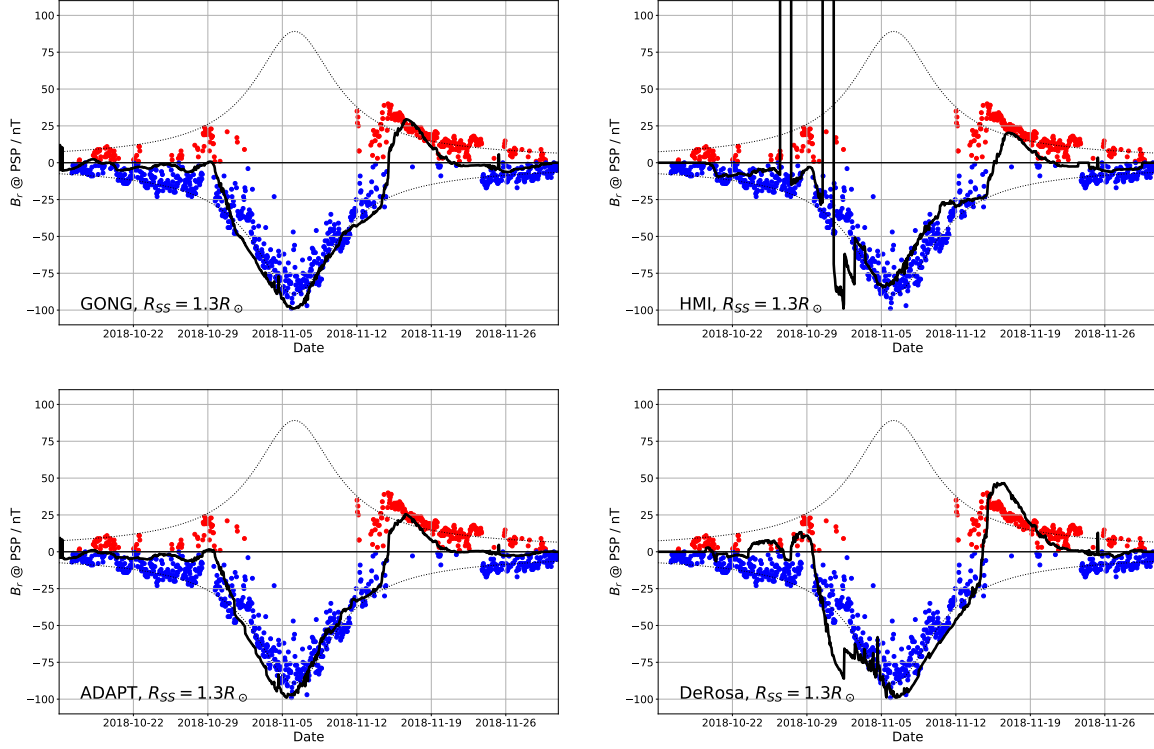 100
75
50
25
0
−25
−50
−75
−100
B_r @ PSP / nT
GONG, R_SS = 1.3R_⊙
2018-10-22 2018-10-29 2018-11-05 2018-11-12 2018-11-19 2018-11-26
Date
100
75
50
25
0
−25
−50
−75
−100
B_r @ PSP / nT
HMI, R_SS = 1.3R_⊙
2018-10-22 2018-10-29 2018-11-05 2018-11-12 2018-11-19 2018-11-26
Date
100
75
50
25
0
−25
−50
−75
−100
B_r @ PSP / nT
ADAPT, R_SS = 1.3R_⊙
2018-10-22 2018-10-29 2018-11-05 2018-11-12 2018-11-19 2018-11-26
Date
100
75
50
25
0
−25
−50
−75
−100
B_r @ PSP / nT
DeRosa, R_SS = 1.3R_⊙
2018-10-22 2018-10-29 2018-11-05 2018-11-12 2018-11-19 2018-11-26
Date